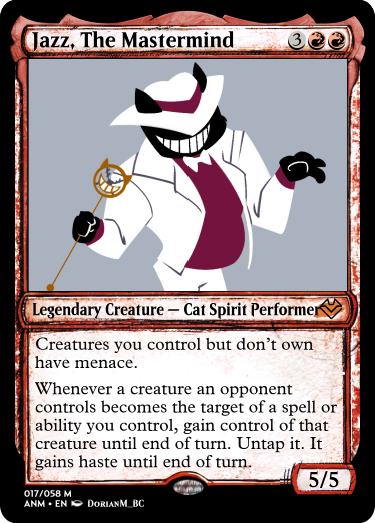 Jazz, The Mastermind 3
Legendary Creature — Cat Spirit Performer
Creatures you control but don't own
have menace.
Whenever a creature an opponent
controls becomes the target of a spell or
ability you control, gain control of that
creature until end of turn. Untap it. It
gains haste until end of turn.
5/5
017/058 M
ANM • EN DorianM_BC